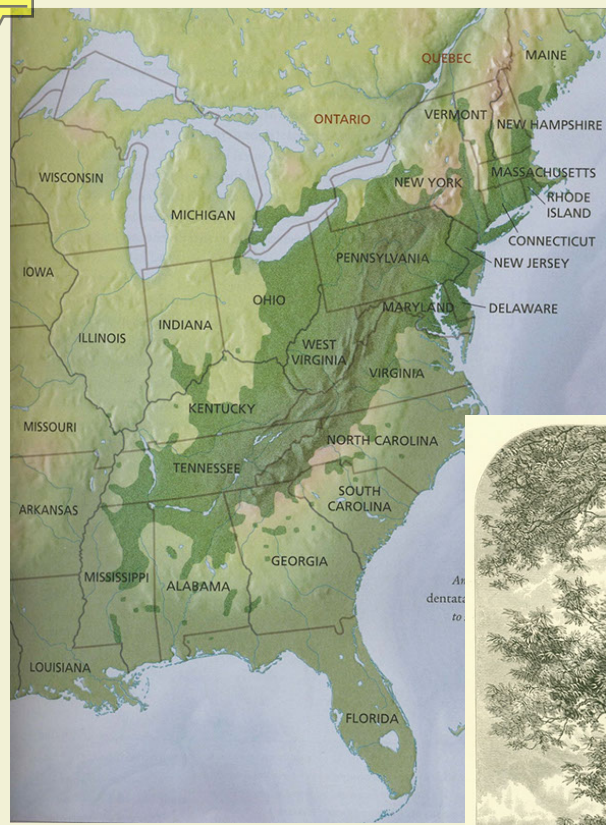 QUEBEC
MAINE
ONTARIO
VERMONT
NEW HAMPSHIRE
WISCONSIN
MICHIGAN
NEW YORK
MASSACHUSETTS
RHODE
ISLAND
CONNECTICUT
PENNSYLVANIA
NEW JERSEY
IOWA
OHIO
ILLINOIS
INDIANA
MARYLAND
DELAWARE
WEST
VIRGINIA
VIRGINIA
KENTUCKY
MISSOURI
NORTH CAROLINA
TENNESSEE
ARKANSAS
SOUTH
CAROLINA
GEORGIA
MISSISSIPPI
ALABAMA
dentata
to
LOUISIANA
FLORIDA